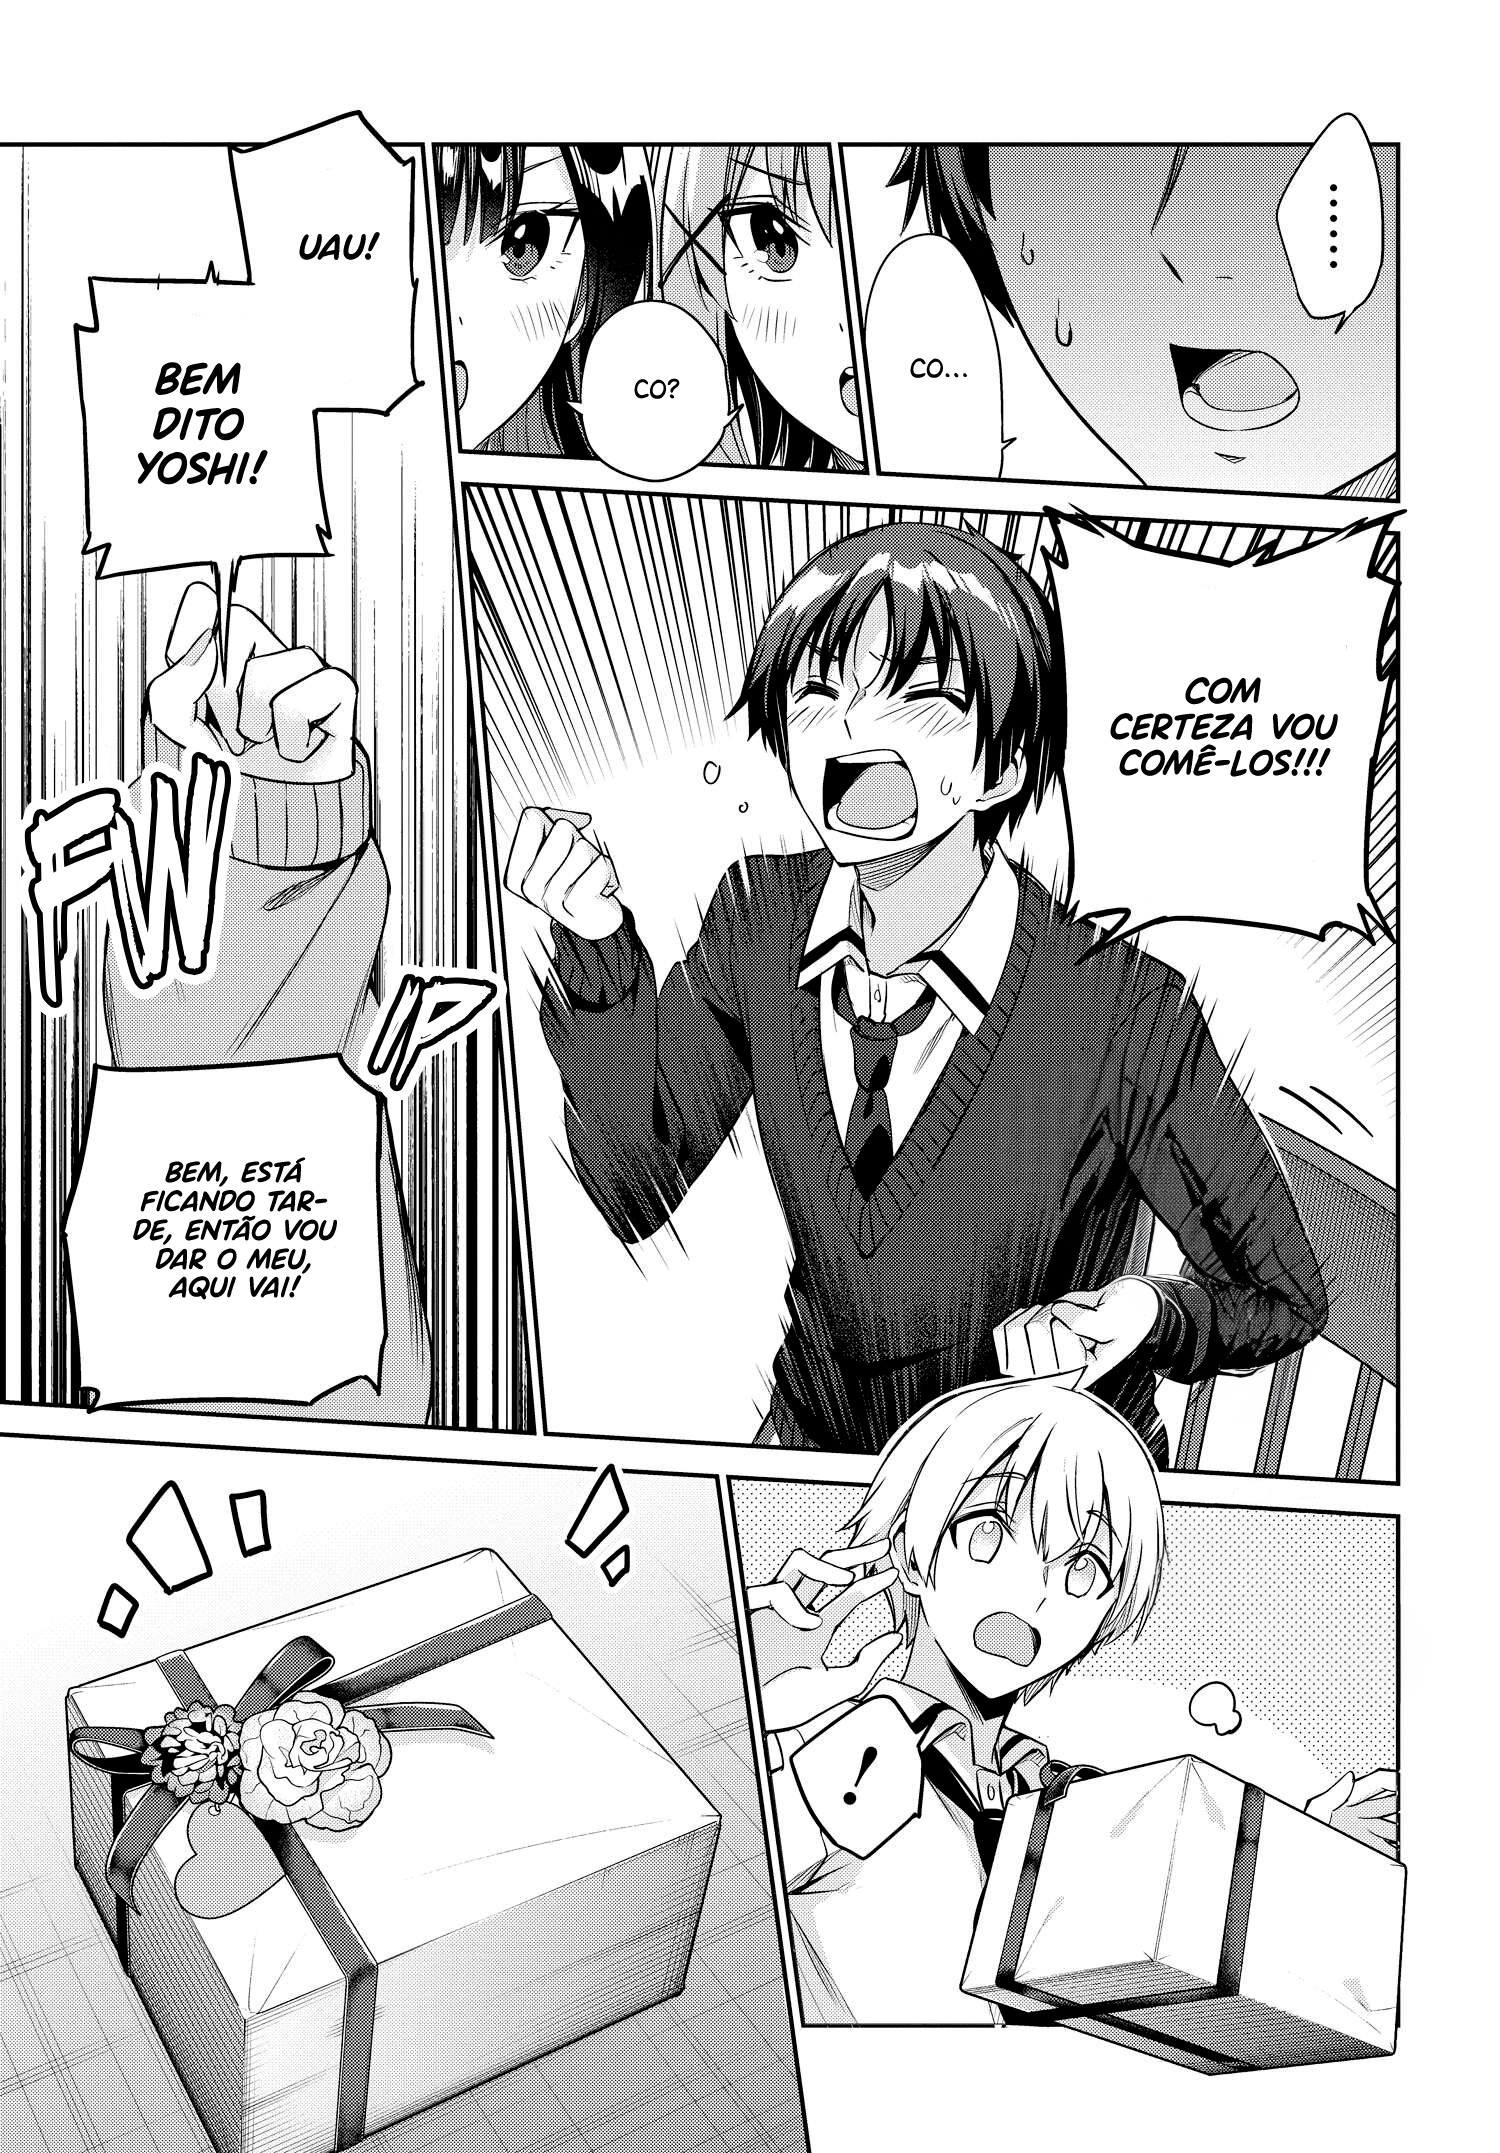 ......
CO...
CO?
COM
CERTEZA VOU
COMÊ-LOS!!!
UAU!
BEM
DITO
YOSHI!
FW
IP
BEM, ESTÁ
FICANDO TAR-
DE, ENTÃO VOU
DAR O MEU,
AQUI VAI!
!